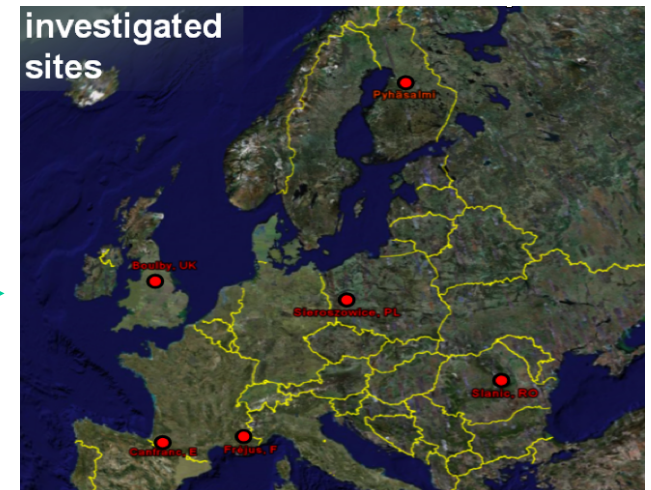 investigated
sites
Pyhasalmi
Boulby, UK
Sieroszowice, PL
Slanic, RO
Canfranc, E
Frejus, F